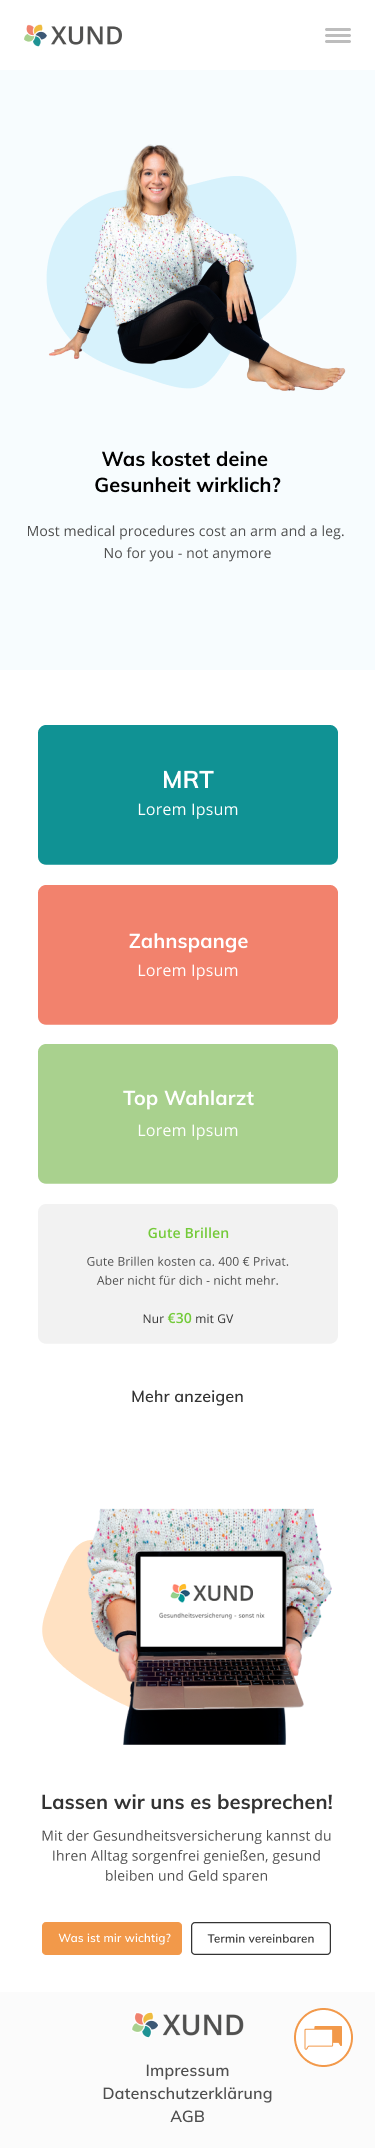 XUND
Was kostet deine
Gesunheit wirklich?
Most medical procedures cost an arm and a leg.
No for you - not anymore
MRT
Lorem Ipsum
Zahnspange
Lorem Ipsum
Top Wahlarzt
Lorem Ipsum
Gute Brillen
Gute Brillen kosten ca. 400 € Privat.
Aber nicht für dich - nicht mehr.
Nur €30 mit GV
Mehr anzeigen
XUND
Gesundheitsversicherung - sonst nix
Lassen wir uns es besprechen!
Mit der Gesundheitsversicherung kannst du
Ihren Alltag sorgenfrei genießen, gesund
bleiben und Geld sparen
Was ist mir wichtig?
Termin vereinbaren
XUND
Impressum
Datenschutzerklärung
AGB